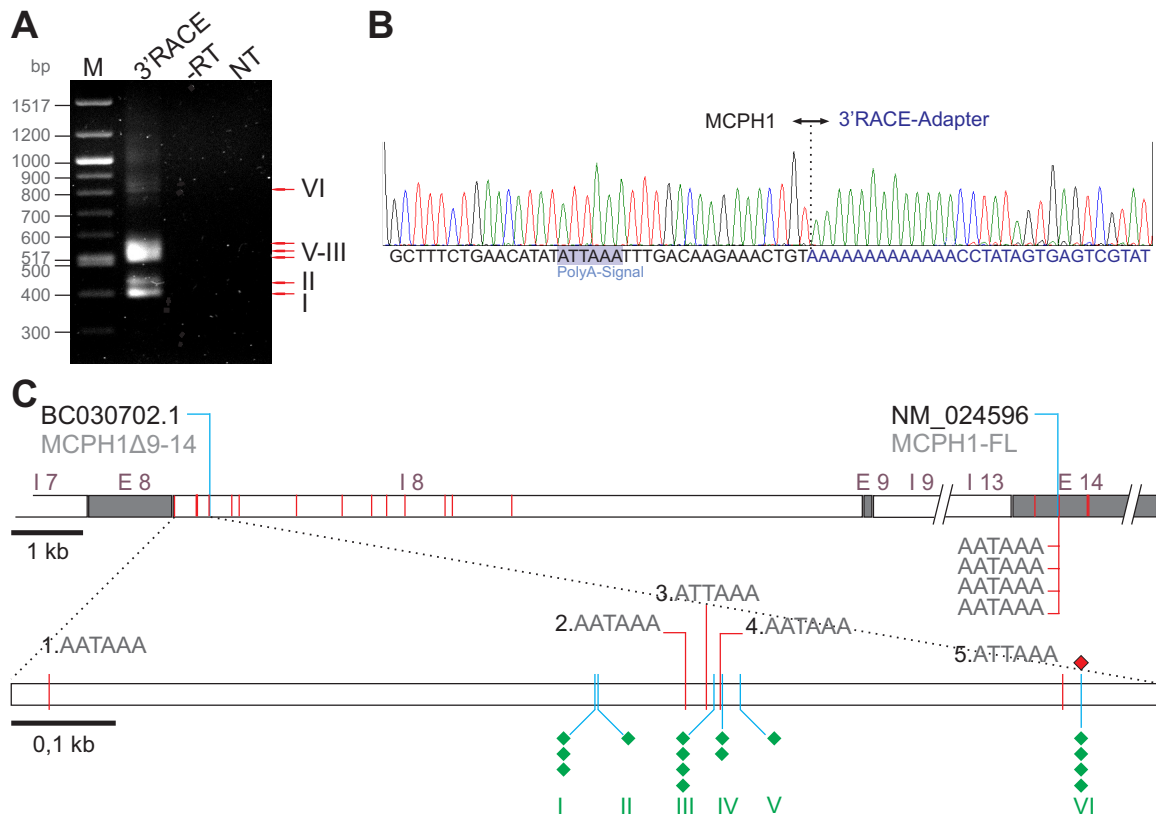 A
B
bp
M
3'RACE
-RT
NT
1517
1200
1000
900
800
700
600
517
500
400
300
VI
V-III
II
I
MCPH1
3'RACE-Adapter
GCTTTCTGAACATATATTAAATTTGACAAGAAACTGTAAAAAAAAAAAAACCTATAGTGAGTCGTAT
PolyA-Signal
C
BC030702.1
MCPH1Δ9-14
NM_024596
MCPH1-FL
I 7
E 8
I 8
E 9
I 9
I 13
E 14
1 kb
AATAAA
AATAAA
AATAAA
AATAAA
1.AATAAA
2.AATAAA
3.ATTAAA
4.AATAAA
5.ATTAAA
0,1 kb
I
II
III
IV
V
VI